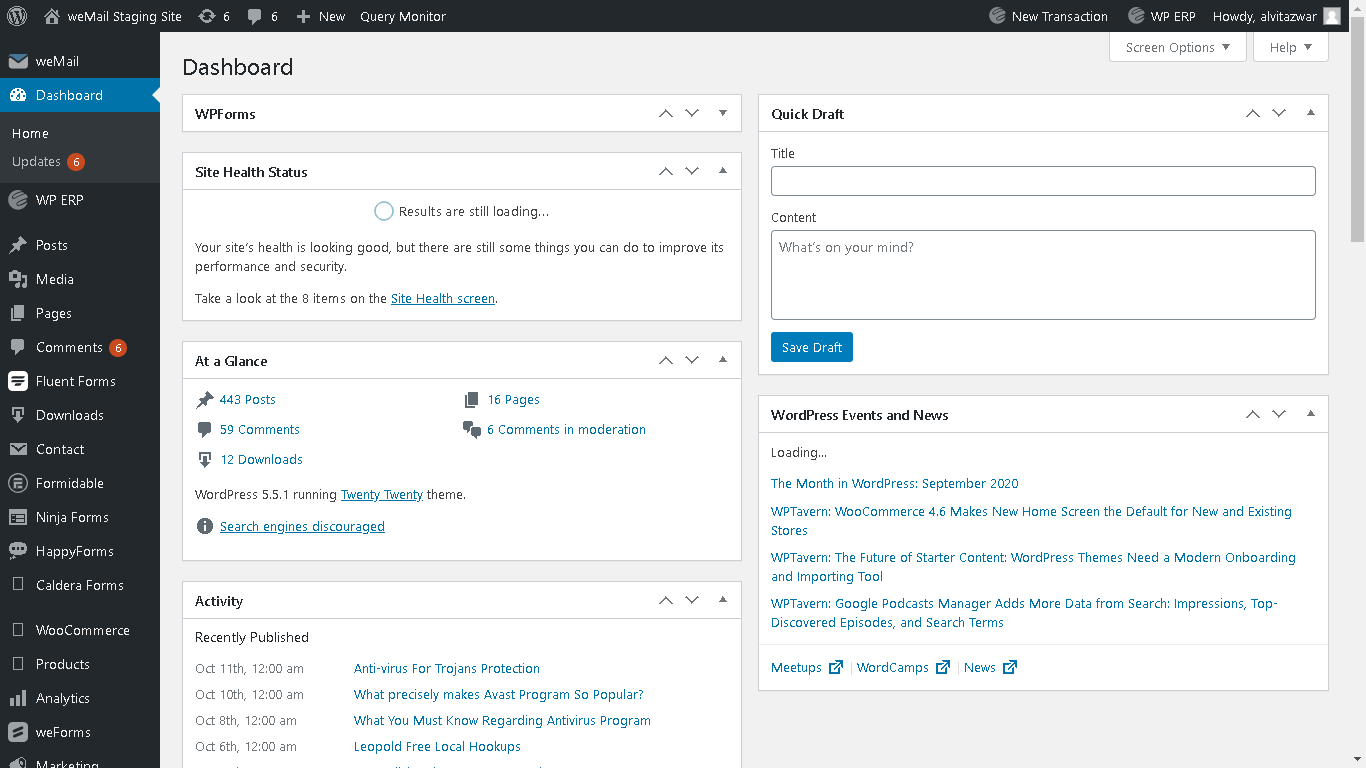 weMail Staging Site 6 6 New Query Monitor New Transaction WP ERP Howdy, alvitazwar
Screen Options Help
weMail
Dashboard
Home
Updates 6
WP ERP
Posts
Media
Pages
Comments 6
Fluent Forms
Downloads
Contact
Formidable
Ninja Forms
HappyForms
Caldera Forms
WooCommerce
Products
Analytics
weForms
Marketing
Dashboard
WPForms
Site Health Status
Results are still loading…
Your site's health is looking good, but there are still some things you can do to improve its
performance and security.
Take a look at the 8 items on the Site Health screen.
At a Glance
443 Posts 16 Pages
59 Comments 6 Comments in moderation
12 Downloads
WordPress 5.5.1 running Twenty Twenty theme.
Search engines discouraged
Activity
Recently Published
Oct 11th, 12:00 am Anti-virus For Trojans Protection
Oct 10th, 12:00 am What precisely makes Avast Program So Popular?
Oct 8th, 12:00 am What You Must Know Regarding Antivirus Program
Oct 6th, 12:00 am Leopold Free Local Hookups
Quick Draft
Title
Content
What's on your mind?
Save Draft
WordPress Events and News
Loading…
The Month in WordPress: September 2020
WPTavern: WooCommerce 4.6 Makes New Home Screen the Default for New and Existing
Stores
WPTavern: The Future of Starter Content: WordPress Themes Need a Modern Onboarding
and Importing Tool
WPTavern: Google Podcasts Manager Adds More Data from Search: Impressions, Top-
Discovered Episodes, and Search Terms
Meetups | WordCamps | News